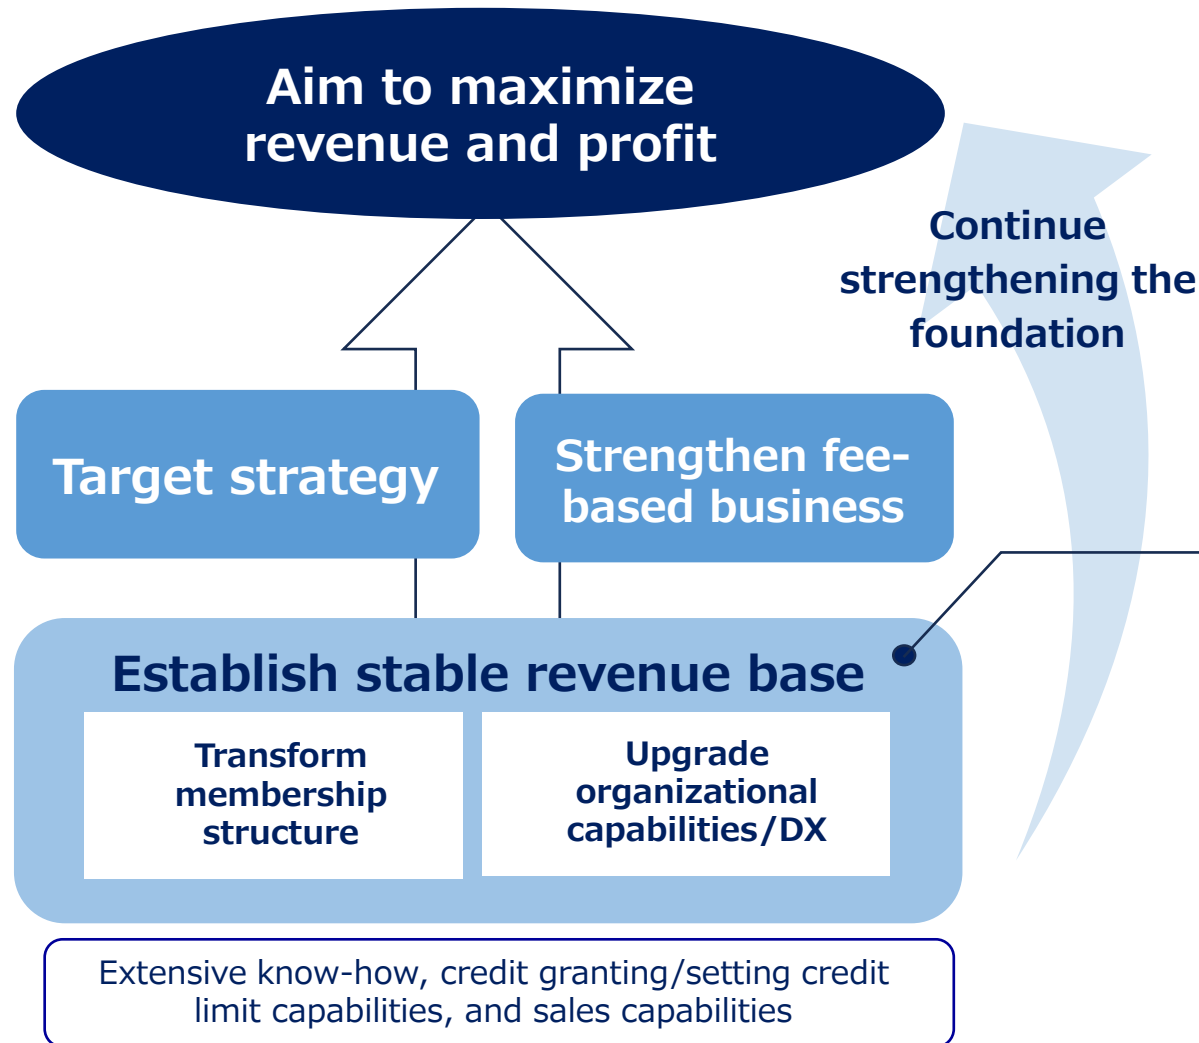 Aim to maximize
revenue and profit
Continue
strengthening the
foundation
Target strategy
Strengthen fee-
based business
Establish stable revenue base
Transform
membership
structure
Upgrade
organizational
capabilities/DX
Extensive know-how, credit granting/setting credit
limit capabilities, and sales capabilities